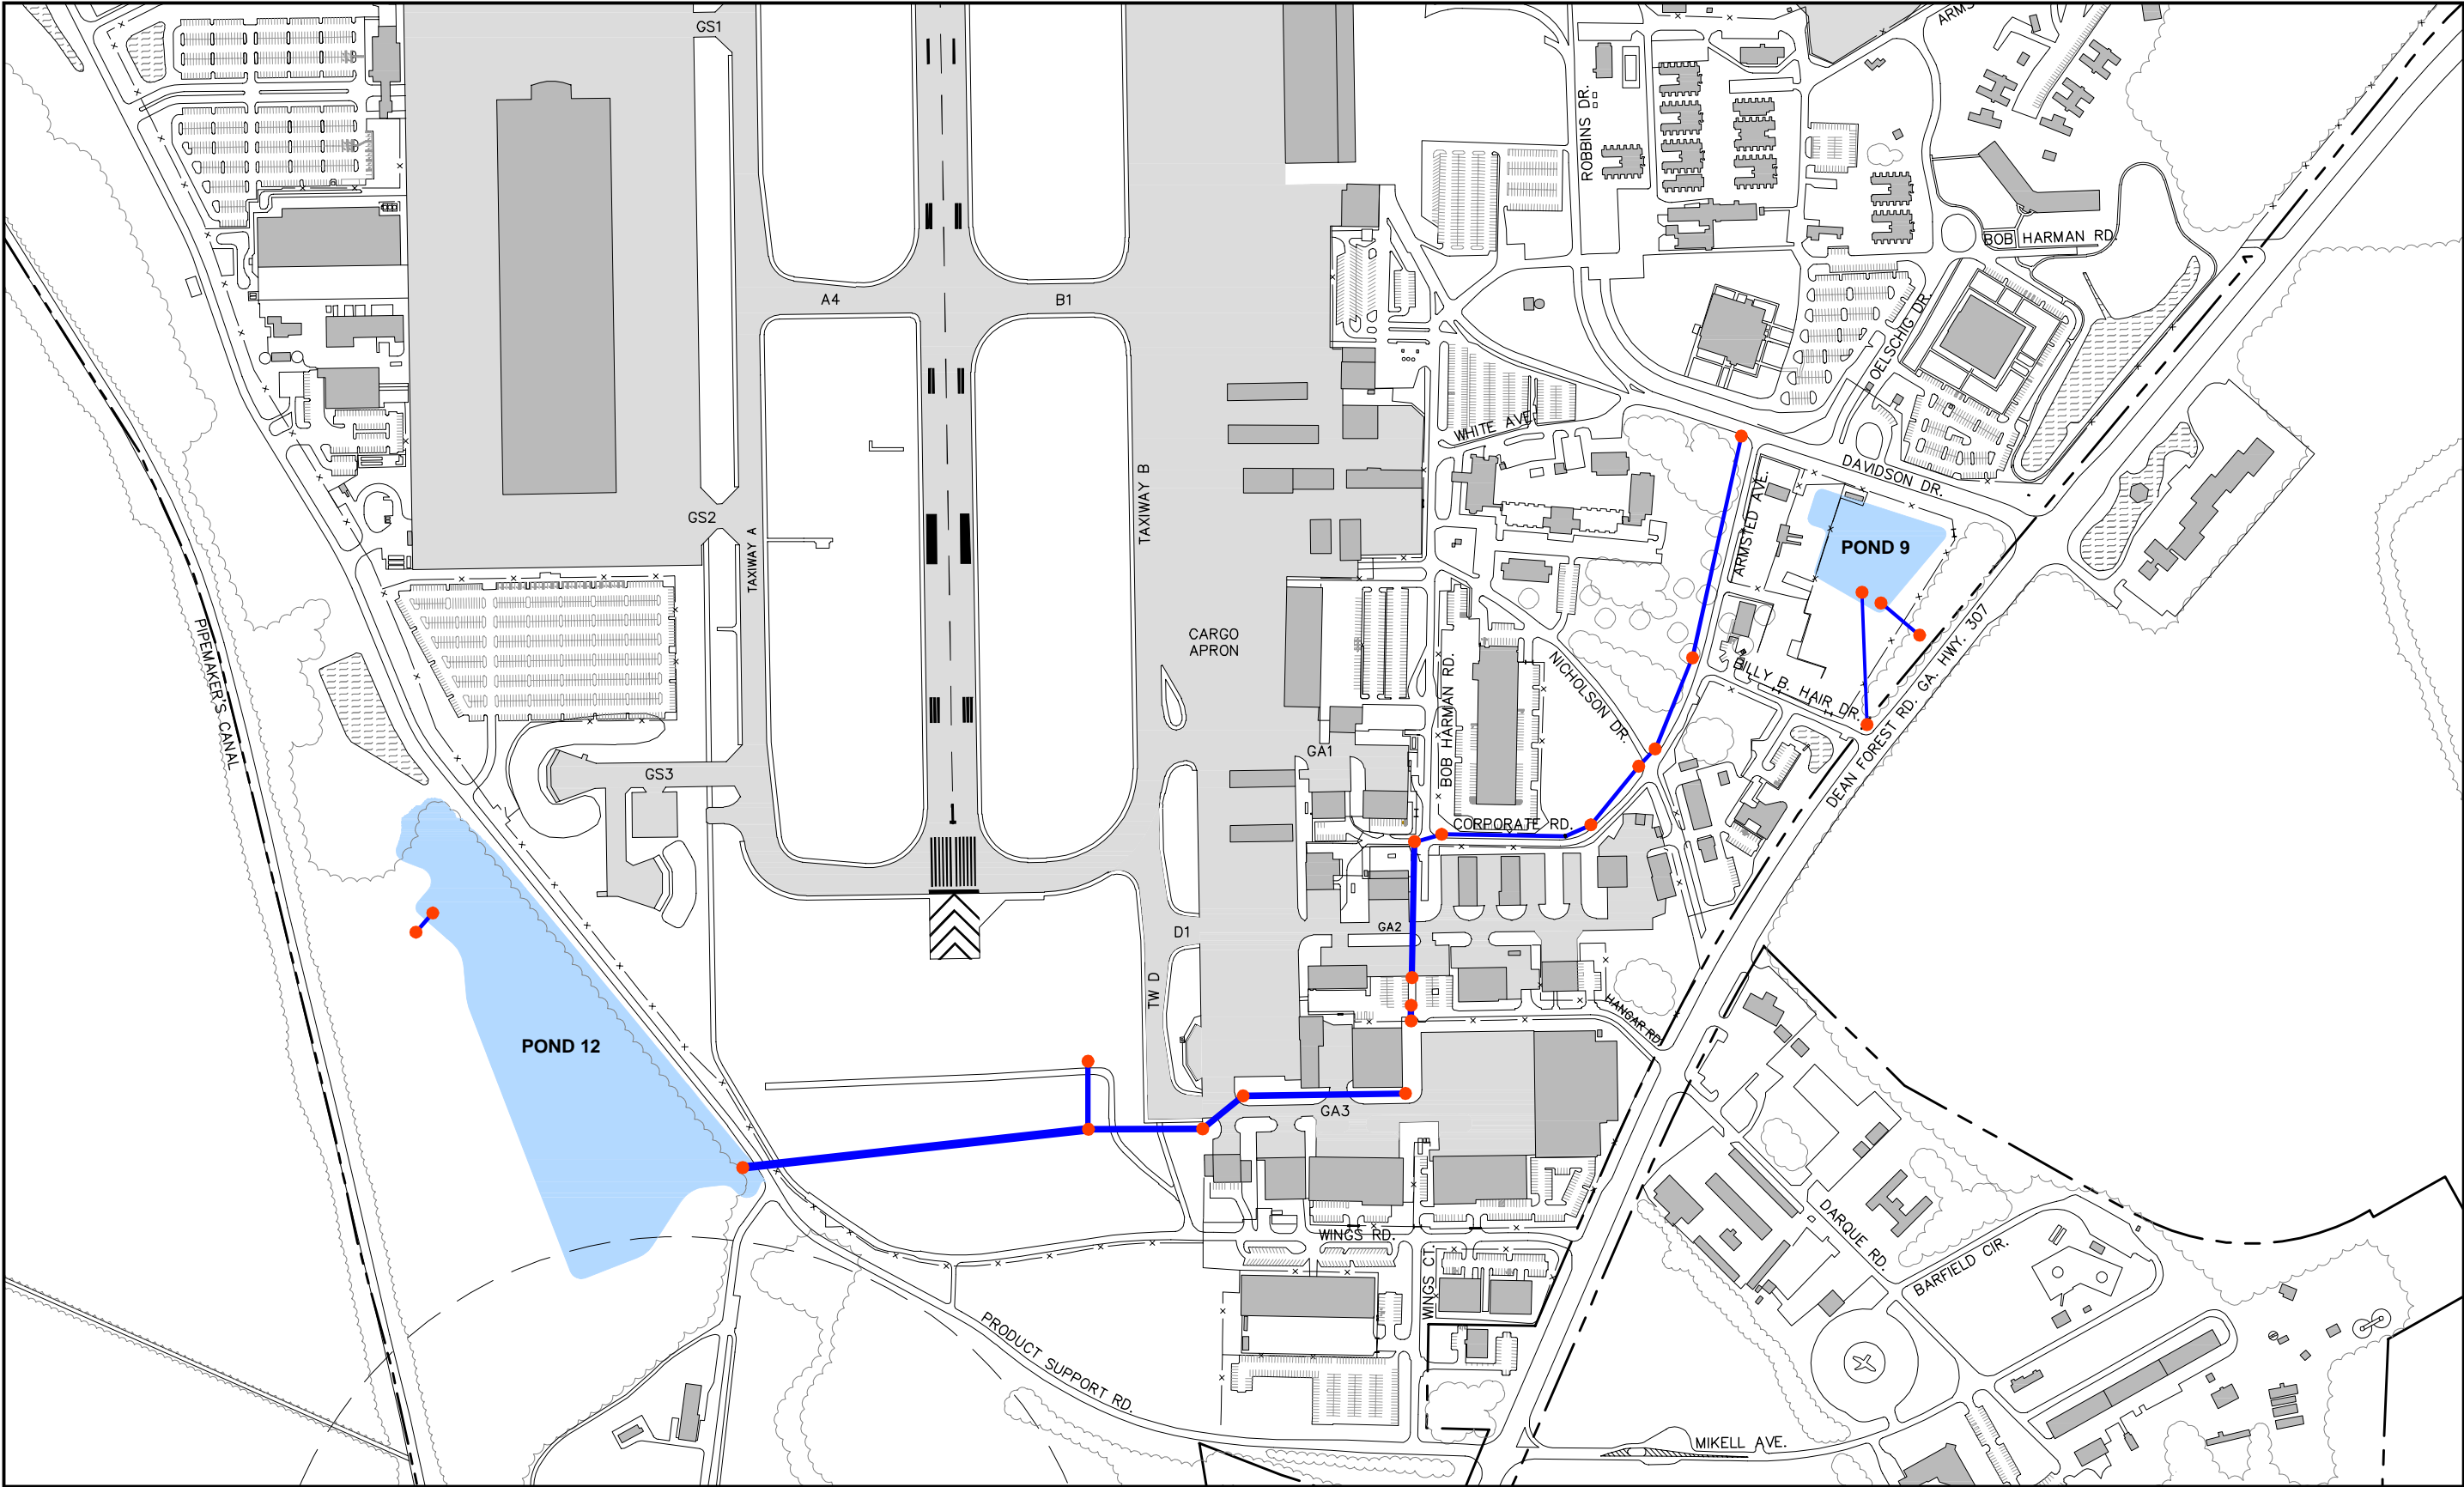 GS1
ARMS
ROBBINS DR.
BOB HARMAN RD.
A4
B1
OELSCHIG DR.
WHITE AVE.
DAVIDSON DR.
TAXIWAY B
ARMSTED AVE.
GS2
TAXIWAY A
POND 9
PIPEMAKER'S CANAL
CARGO
APRON
NICHOLSON DR.
BOB HARMAN RD.
BILLY B. HAIR DR.
DEAN FOREST RD. GA. HWY. 307
GA1
GS3
CORPORATE RD.
GA2
D1
TW D
HANGAR RD.
POND 12
GA3
WINGS RD.
WINGS CT.
DARQUE RD.
BARFIELD CIR.
PRODUCT SUPPORT RD.
MIKELL AVE.